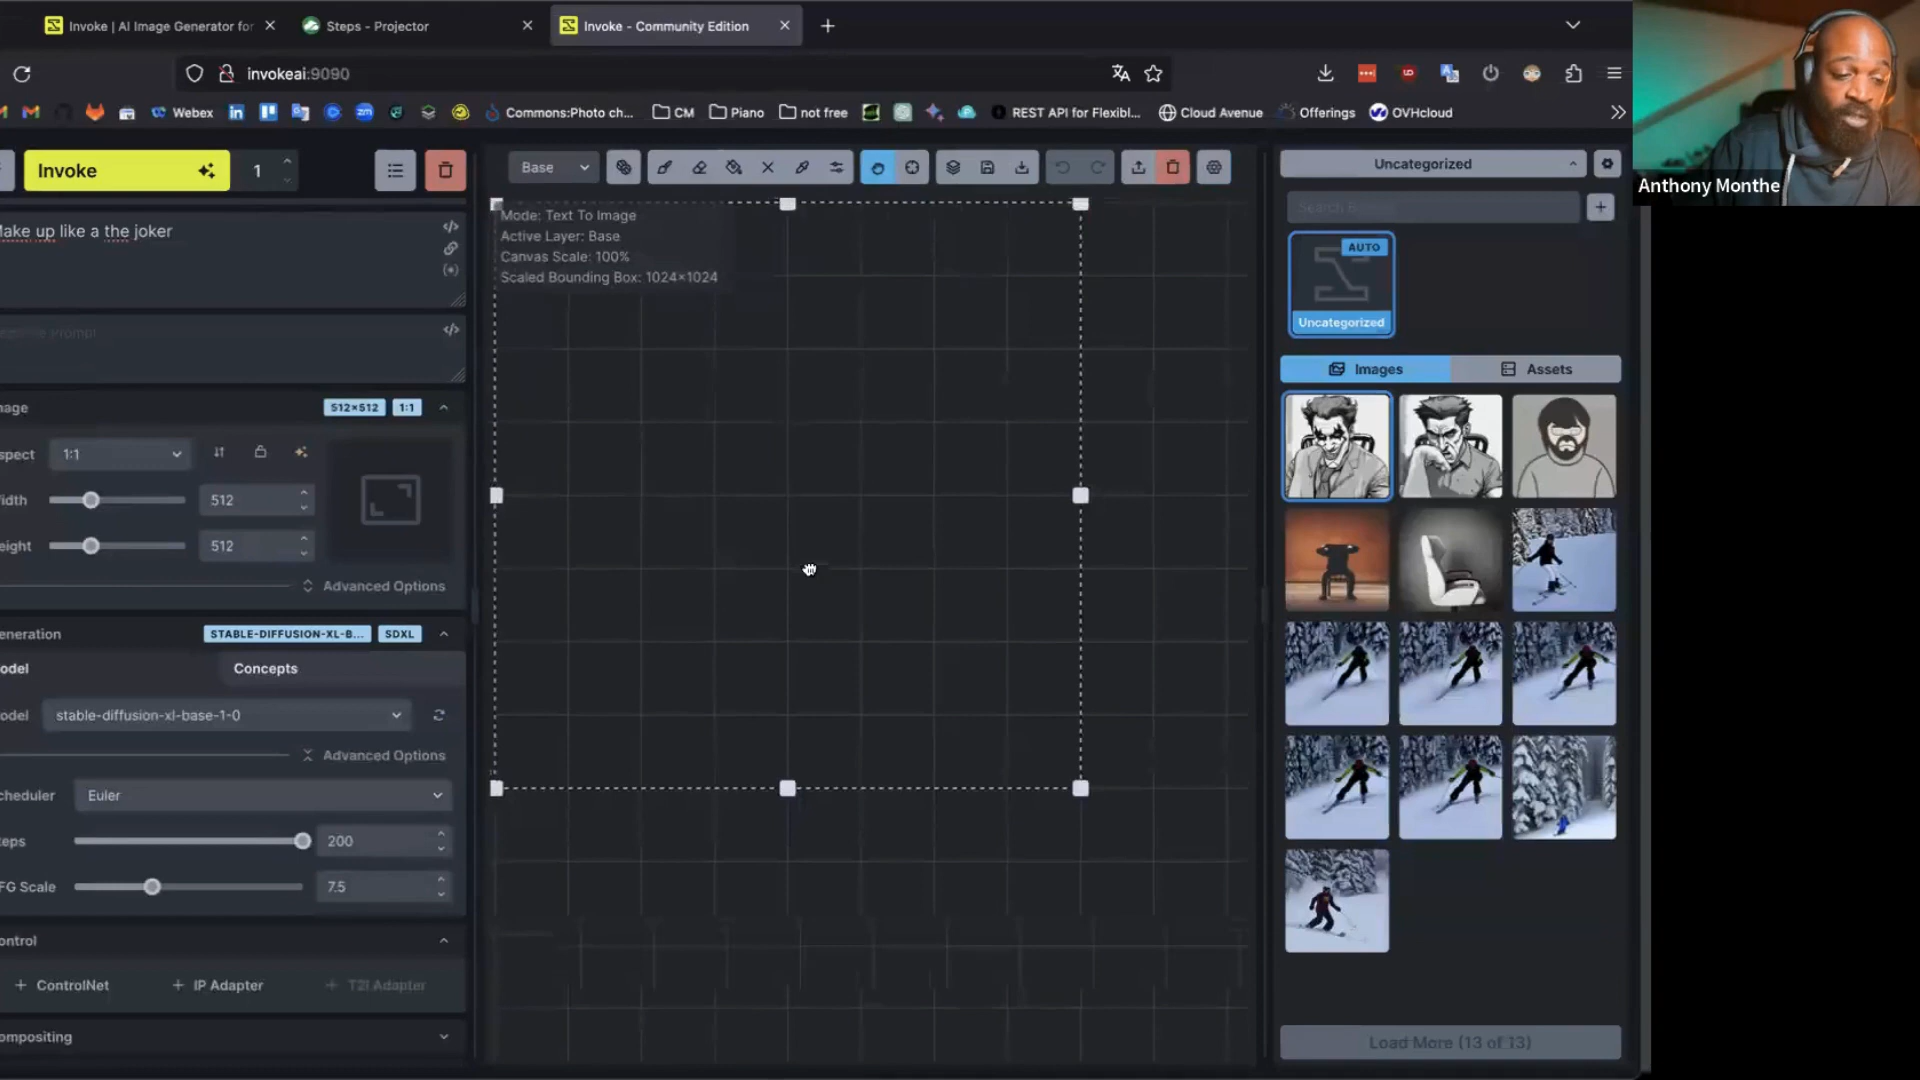 Invoke | AI Image Generator for
Steps - Projector
Invoke - Community Edition
invokeai:9090
Webex
Commons:Photo ch...
CM
Piano
not free
REST API for Flexibl...
Cloud Avenue
Offerings
OVHcloud
Anthony Monthe
Invoke
1
Base
Uncategorized
Make up like a the joker
Mode: Text To Image
Active Layer: Base
Canvas Scale: 100%
Scaled Bounding Box: 1024×1024
AUTO
Uncategorized
Prompt
Images
Assets
mage
512×512
1:1
spect
1:1
idth
512
eight
512
Advanced Options
eneration
STABLE-DIFFUSION-XL-B...
SDXL
odel
Concepts
odel
stable-diffusion-xl-base-1-0
Advanced Options
cheduler
Euler
teps
200
FG Scale
7.5
ontrol
ControlNet
IP Adapter
T2I Adapter
ompositing
Load More (13 of 13)